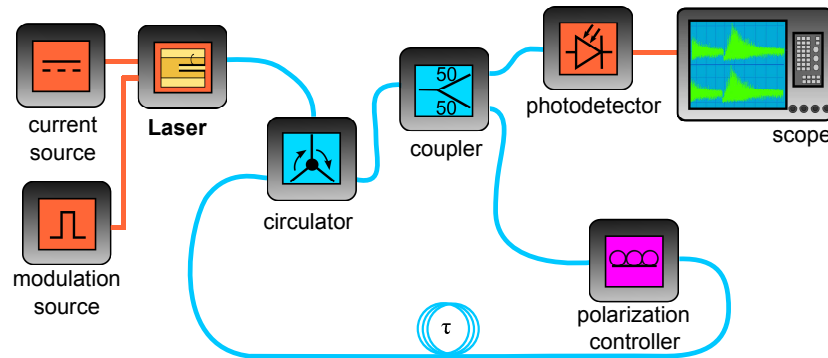 current
source
Laser
modulation
source
circulator
50
50
coupler
photodetector
scope
polarization
controller
τ